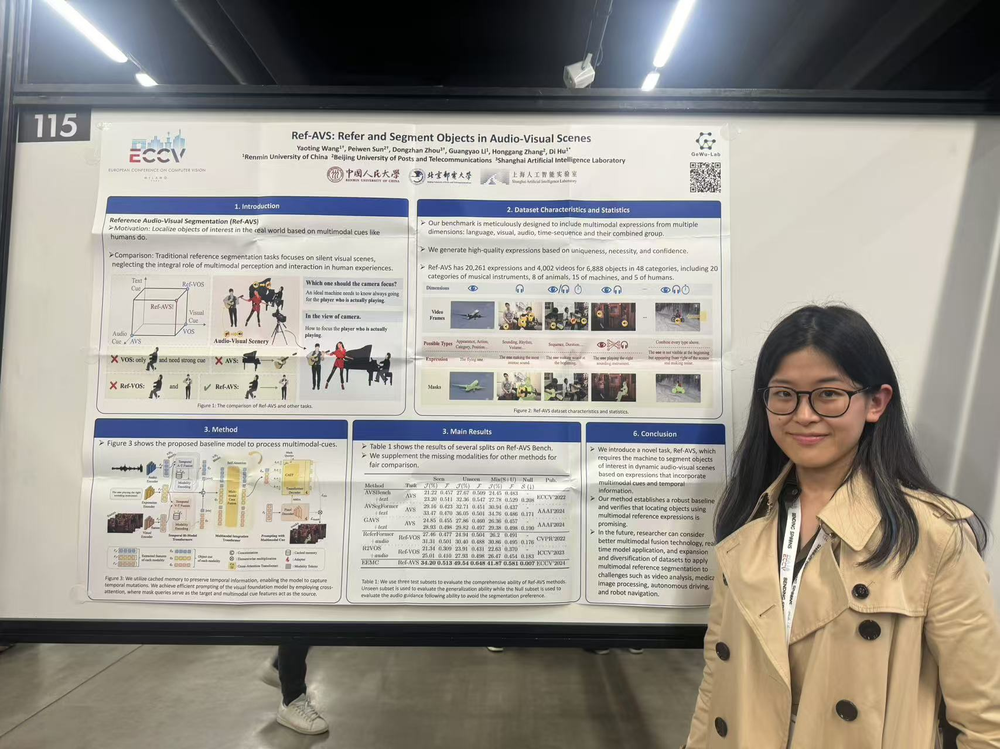 115
ECCV
EUROPEAN CONFERENCE ON COMPUTER VISION
MILANO
Ref-AVS: Refer and Segment Objects in Audio-Visual Scenes
Yaoting Wang¹†, Peiwen Sun²†, Dongzhan Zhou³†, Guangyao Li¹, Honggang Zhang², Di Hu¹*
¹Renmin University of China ²Beijing University of Posts and Telecommunications ³Shanghai Artificial Intelligence Laboratory
中国人民大学
RENMIN UNIVERSITY OF CHINA
北京邮电大学
上海人工智能实验室
Shanghai Artificial Intelligence Laboratory
GeWu-Lab
1. Introduction
Reference Audio-Visual Segmentation (Ref-AVS)
➢Motivation: Localize objects of interest in the real world based on multimodal cues like
humans do.
➢Comparison: Traditional reference segmentation tasks focuses on silent visual scenes,
neglecting the integral role of multimodal perception and interaction in human experiences.
Text
Cue
Ref-VOS
Ref-AVS!
Visual
Cue
VOS
Audio
Cue
AVS
Audio-Visual Scenery
Which one should the camera focus?
An ideal machine needs to know always going
for the player who is actually playing.
In the view of camera.
How to focus the player who is actually
playing.
VOS: only and need strong cue
AVS:
Ref-VOS: and
Ref-AVS:
Figure 1: The comparison of Ref-AVS and other tasks.
2. Dataset Characteristics and Statistics
➢ Our benchmark is meticulously designed to include multimodal expressions from multiple
dimensions: language, visual, audio, time-sequence and their combined group.
➢ We generate high-quality expressions based on uniqueness, necessity, and confidence.
➢ Ref-AVS has 20,261 expressions and 4,002 videos for 6,888 objects in 48 categories, including 20
categories of musical instruments, 8 of animals, 15 of machines, and 5 of humans.
Dimensions
...
Video
Frames
...
Possible Types
Appearance, Action,
Category, Position...
Sounding, Rhythm,
Volume...
Sequence, Duration...
Combine every type above.
Expression
The flying one.
The one making the most
intense sound.
The one making sound at
the beginning.
The one playing the right
sounding instrument.
The one is not visible at the beginning
but appearing from right of the screen
and making noise.
Masks
Figure 2: Ref-AVS dataset characteristics and statistics.
3. Method
➢ Figure 3 shows the proposed baseline model to process multimodal-cues.
Audio
Encoder
The one playing the right
sounding instrument.
Expression
Encoder
Visual
Encoder
Temporal
A-T Fusion
Modality
Encoding
Temporal
V-T Fusion
Modality
Encoding
Temporal Bi-Modal
Transformers
Self-Attention
Multi-
modal
Cues
Fusion
Multimodal Integration
Transformer
Mask
Queries
CATF
Transformer
Decoder
Pixel
Decoder
Prompting with
Multimodal Cue
Extracted features
of each modality
Object cue
of each modality
: Concatenation
: Elementwise multiplication
: Cross-Attention Transformer
: Cached memory
: Adapter
: Modality Tokens
Figure 3: We utilize cached memory to preserve temporal information, enabling the model to capture
temporal mutations. We achieve efficient prompting of the visual foundation model by employing cross-
attention, where mask queries serve as the target and multimodal cue features act as the source.
3. Main Results
➢ Table 1 shows the results of several splits on Ref-AVS Bench.
➢ We supplement the missing modalities for other methods for
fair comparison.
Seen Unseen Mix(S+U) Null Pub.
Method Task J(%) F J(%) F J(%) F S(↓)
AVSBench AVS 21.22 0.457 27.67 0.509 24.45 0.483 - ECCV'2022
+text 23.20 0.511 32.36 0.547 27.78 0.529 0.208
AVSegFormer AVS 29.16 0.423 32.71 0.451 30.94 0.437 - AAAI'2024
+text 33.47 0.470 36.05 0.501 34.76 0.486 0.171
GAVS AVS 24.85 0.455 27.86 0.460 26.36 0.457 - AAAI'2024
+text 28.93 0.498 29.82 0.497 29.38 0.498 0.190
ReferFormer Ref-VOS 27.46 0.477 24.94 0.504 26.2 0.491 - CVPR'2022
+audio 31.31 0.501 30.40 0.488 30.86 0.495 0.176
R2VOS Ref-VOS 21.34 0.309 23.91 0.431 22.63 0.370 - ICCV'2023
+audio 25.01 0.410 27.93 0.498 26.47 0.454 0.183
EEMC Ref-AVS 34.20 0.513 49.54 0.648 41.87 0.581 0.007 ECCV'2024
Table 1: We use three test subsets to evaluate the comprehensive ability of Ref-AVS methods.
Unseen subset is used to evaluate the generalization ability while the Null subset is used to
evaluate the audio guidance following ability to avoid the segmentation preference.
6. Conclusion
➢ We introduce a novel task, Ref-AVS, which
requires the machine to segment objects
of interest in dynamic audio-visual scenes
based on expressions that incorporate
multimodal cues and temporal
information.
➢ Our method establishes a robust baseline
and verifies that locating objects using
multimodal reference expressions is
promising.
➢ In the future, researcher can consider
better multimodal fusion technology, real
time model application, and expansion
and diversification of datasets to apply
multimodal reference segmentation to
challenges such as video analysis, medica
image processing, autonomous driving,
and robot navigation.
BENDING SPOONS
ECCV
BENDING SPOONS